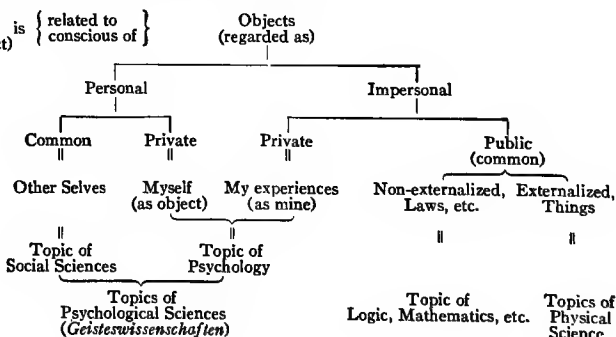 ct) is { related to
conscious of }
Objects
(regarded as)
Personal Impersonal
Common Private Private Public
(common)
Other Selves Myself
(as object) My experiences
(as mine) Non-externalized,
Laws, etc. Externalized,
Things
Topic of
Social Sciences Topic of
Psychology
Topics of
Psychological Sciences
(Geisteswissenschaften)
Topic of
Logic, Mathematics, etc. Topics of
Physical
Science